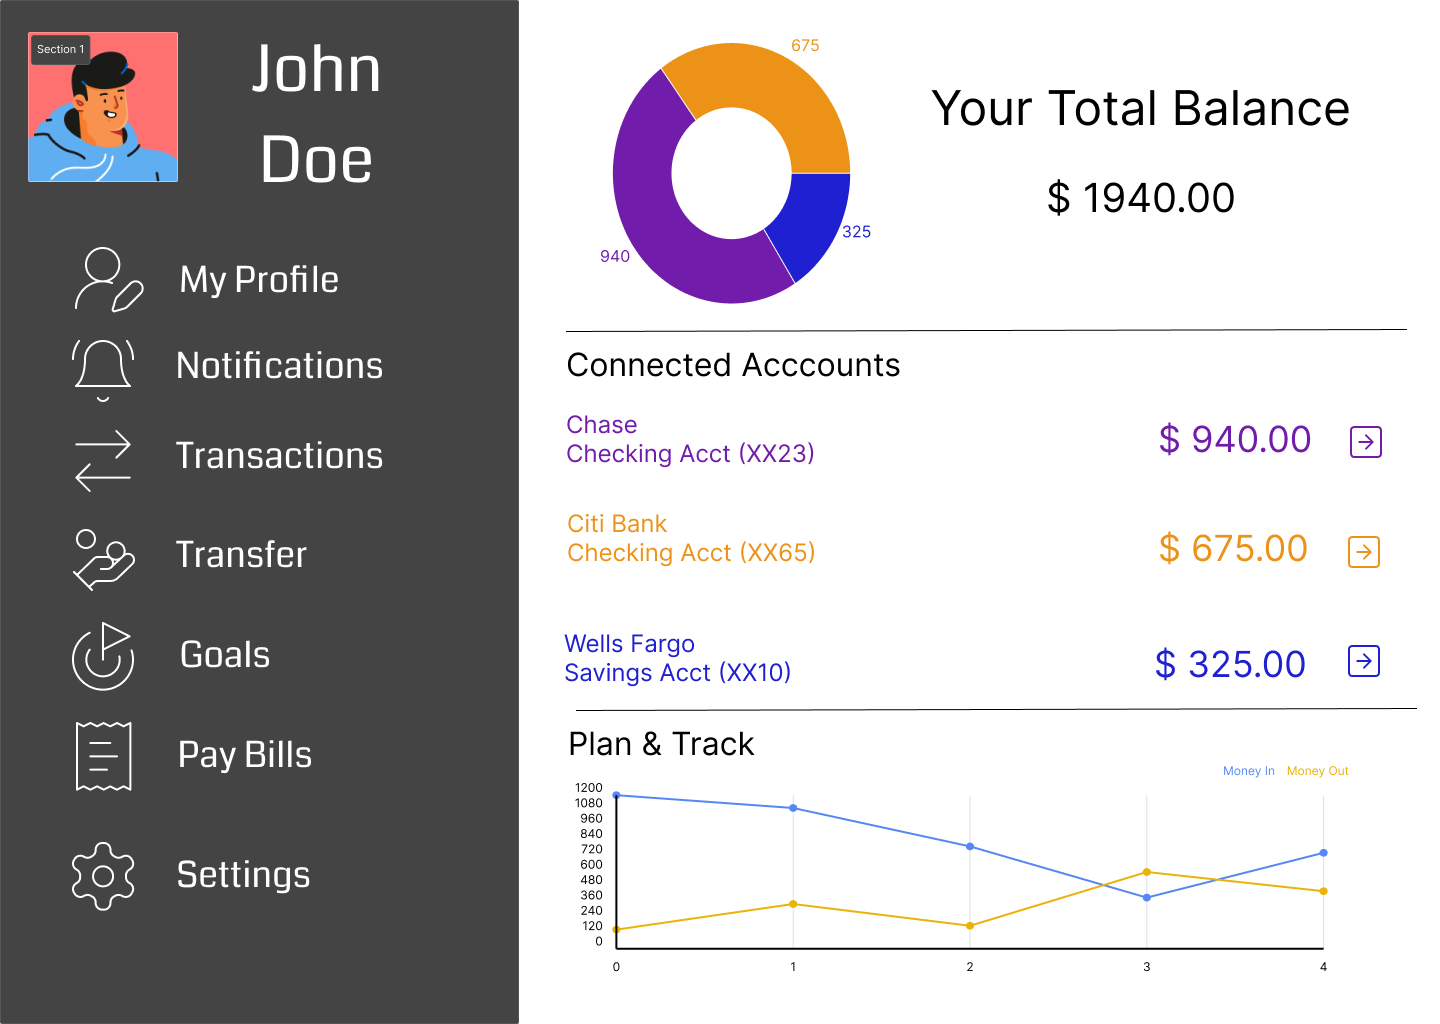 Section 1
John
Doe
My Profile
Notifications
Transactions
Transfer
Goals
Pay Bills
Settings
675
325
940
Your Total Balance
$ 1940.00
Connected Acccounts
Chase
Checking Acct (XX23)
$ 940.00
Citi Bank
Checking Acct (XX65)
$ 675.00
Wells Fargo
Savings Acct (XX10)
$ 325.00
Plan & Track
Money In Money Out
1200
1080
960
840
720
600
480
360
240
120
0
0 1 2 3 4